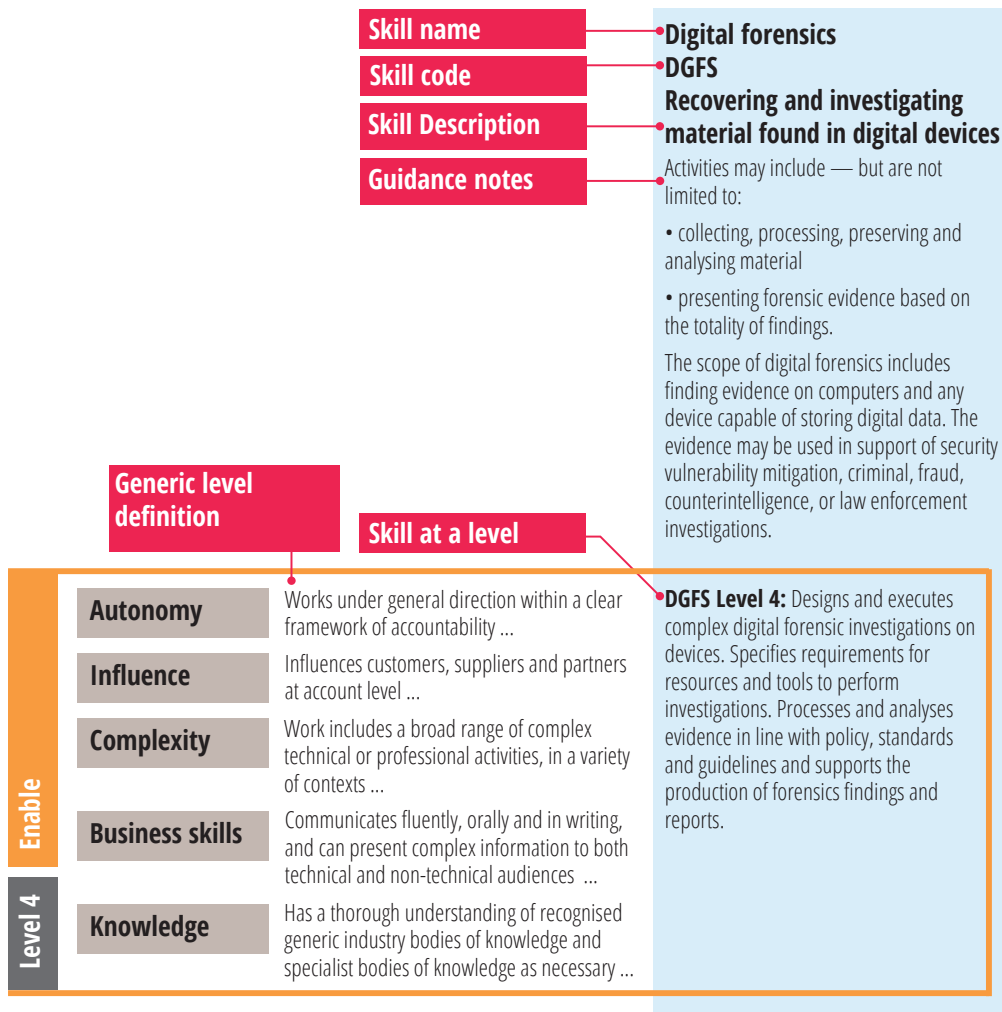 Skill name
Skill code
Skill Description
Guidance notes
Digital forensics
DGFS
Recovering and investigating
material found in digital devices
Activities may include — but are not
limited to:
• collecting, processing, preserving and
analysing material
• presenting forensic evidence based on
the totality of findings.
The scope of digital forensics includes
finding evidence on computers and any
device capable of storing digital data. The
evidence may be used in support of security
vulnerability mitigation, criminal, fraud,
counterintelligence, or law enforcement
investigations.
Generic level
definition
Skill at a level
Enable
Level 4
Autonomy
Works under general direction within a clear
framework of accountability ...
Influence
Influences customers, suppliers and partners
at account level ...
Complexity
Work includes a broad range of complex
technical or professional activities, in a variety
of contexts ...
Business skills
Communicates fluently, orally and in writing,
and can present complex information to both
technical and non-technical audiences ...
Knowledge
Has a thorough understanding of recognised
generic industry bodies of knowledge and
specialist bodies of knowledge as necessary ...
DGFS Level 4: Designs and executes
complex digital forensic investigations on
devices. Specifies requirements for
resources and tools to perform
investigations. Processes and analyses
evidence in line with policy, standards
and guidelines and supports the
production of forensics findings and
reports.